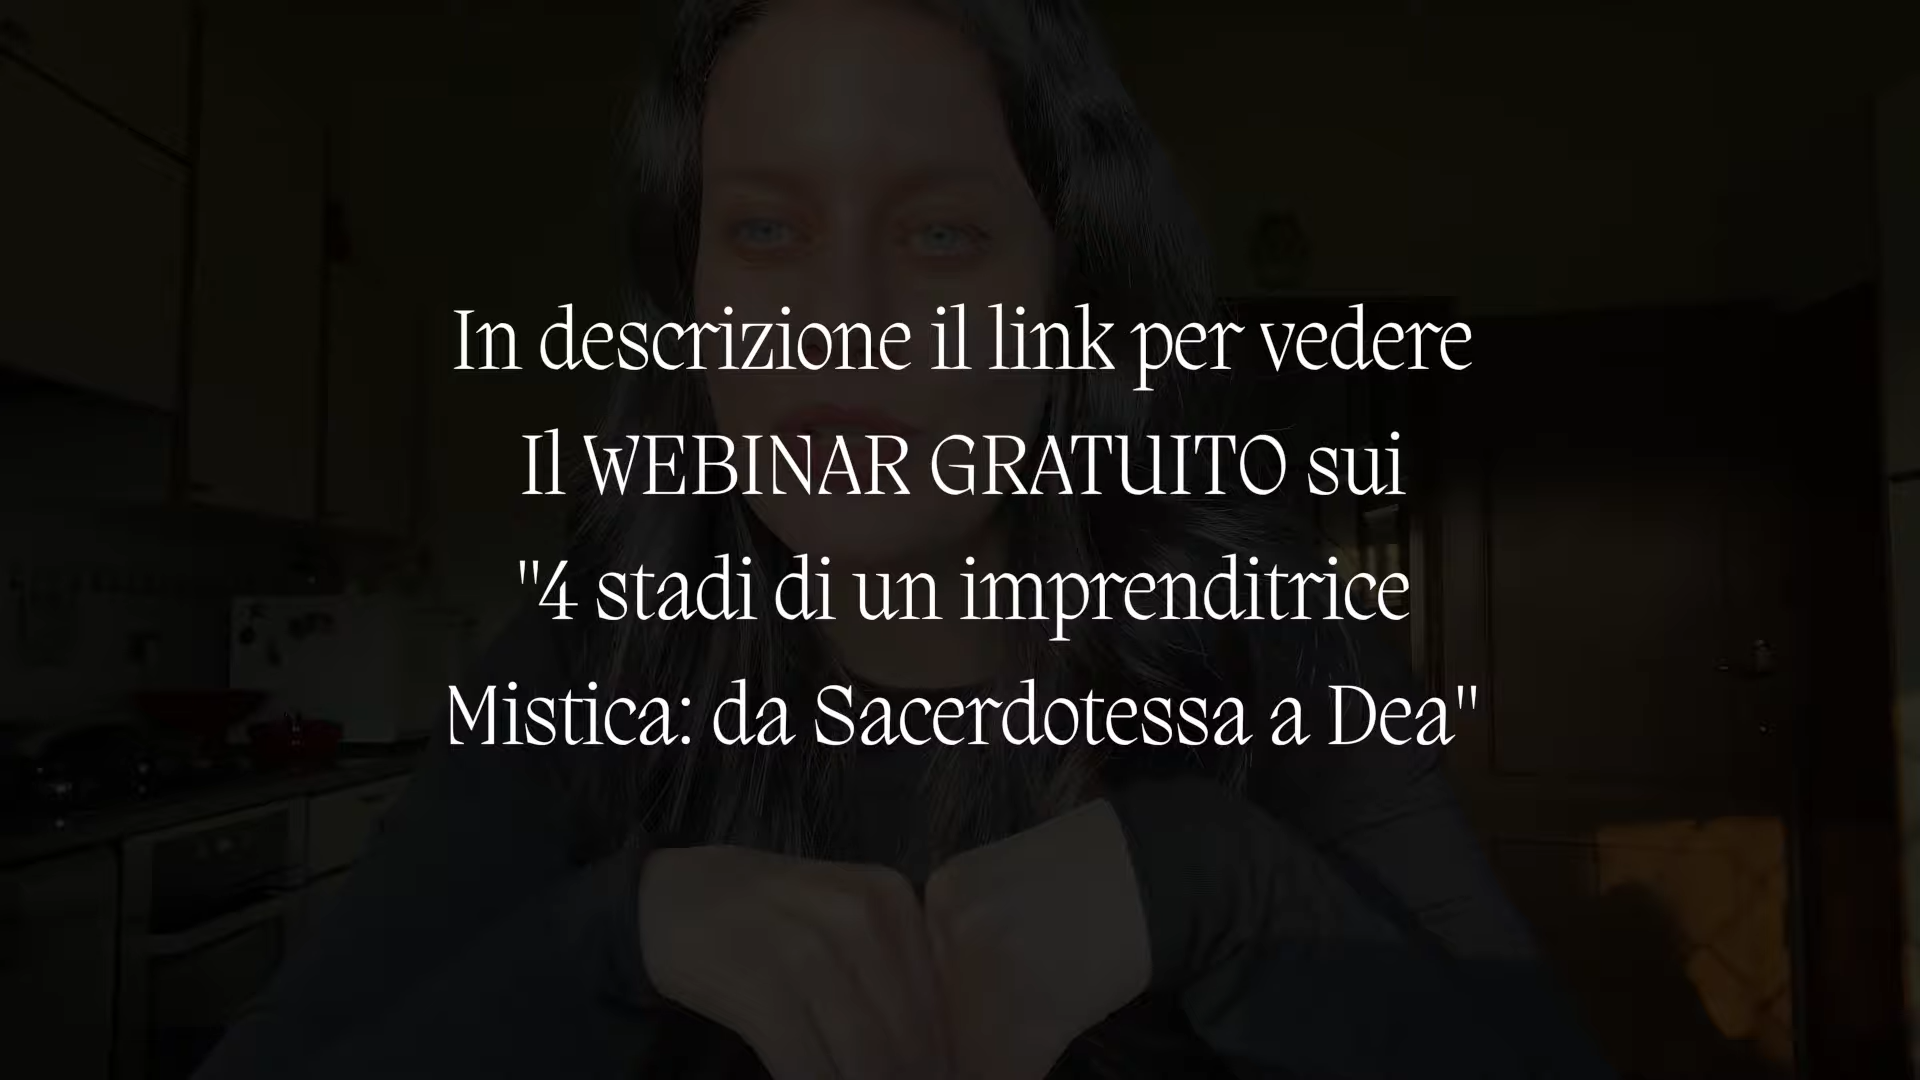 In descrizione il link per vedere
Il WEBINAR GRATUITO sui
"4 stadi di un imprenditrice
Mistica: da Sacerdotessa a Dea"